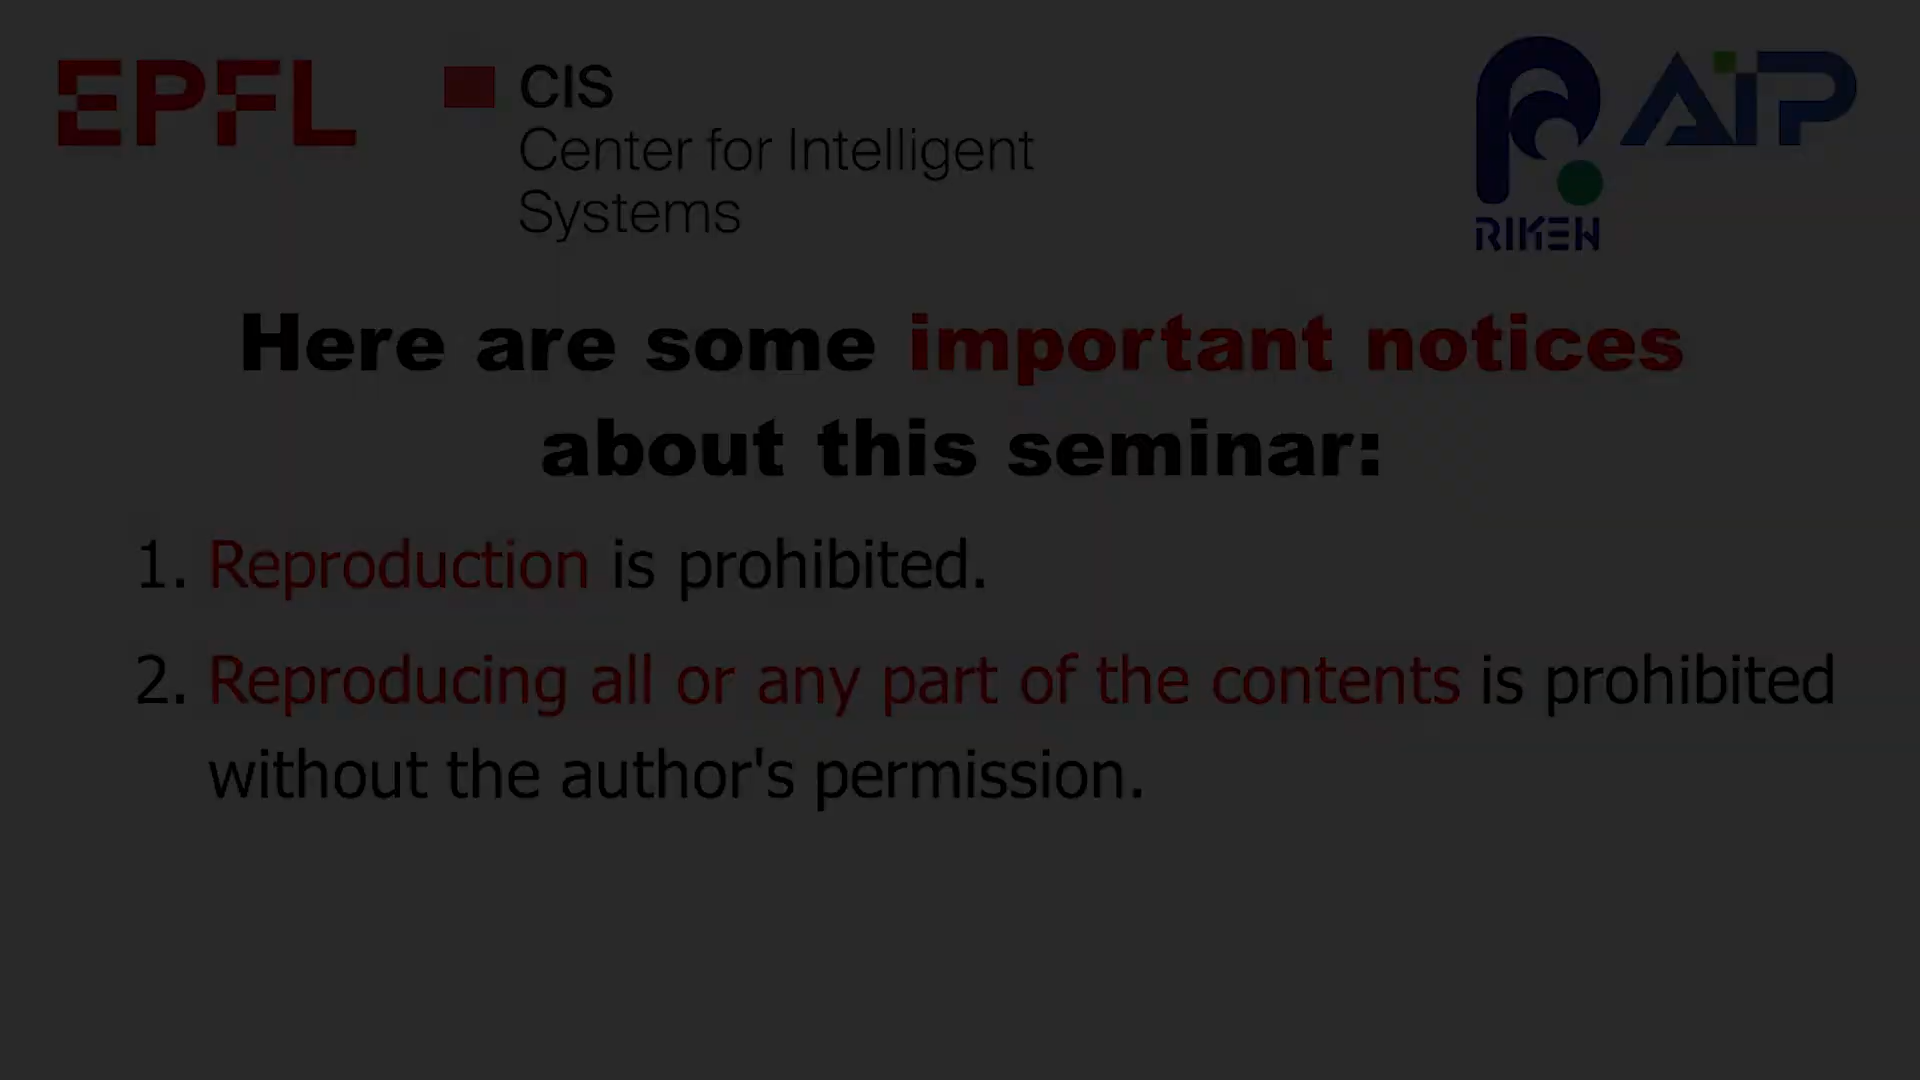 EPFL
CIS
Center for Intelligent
Systems
RIKEN
AIP
Here are some important notices
about this seminar:
1. Reproduction is prohibited.
2. Reproducing all or any part of the contents is prohibited
without the author's permission.